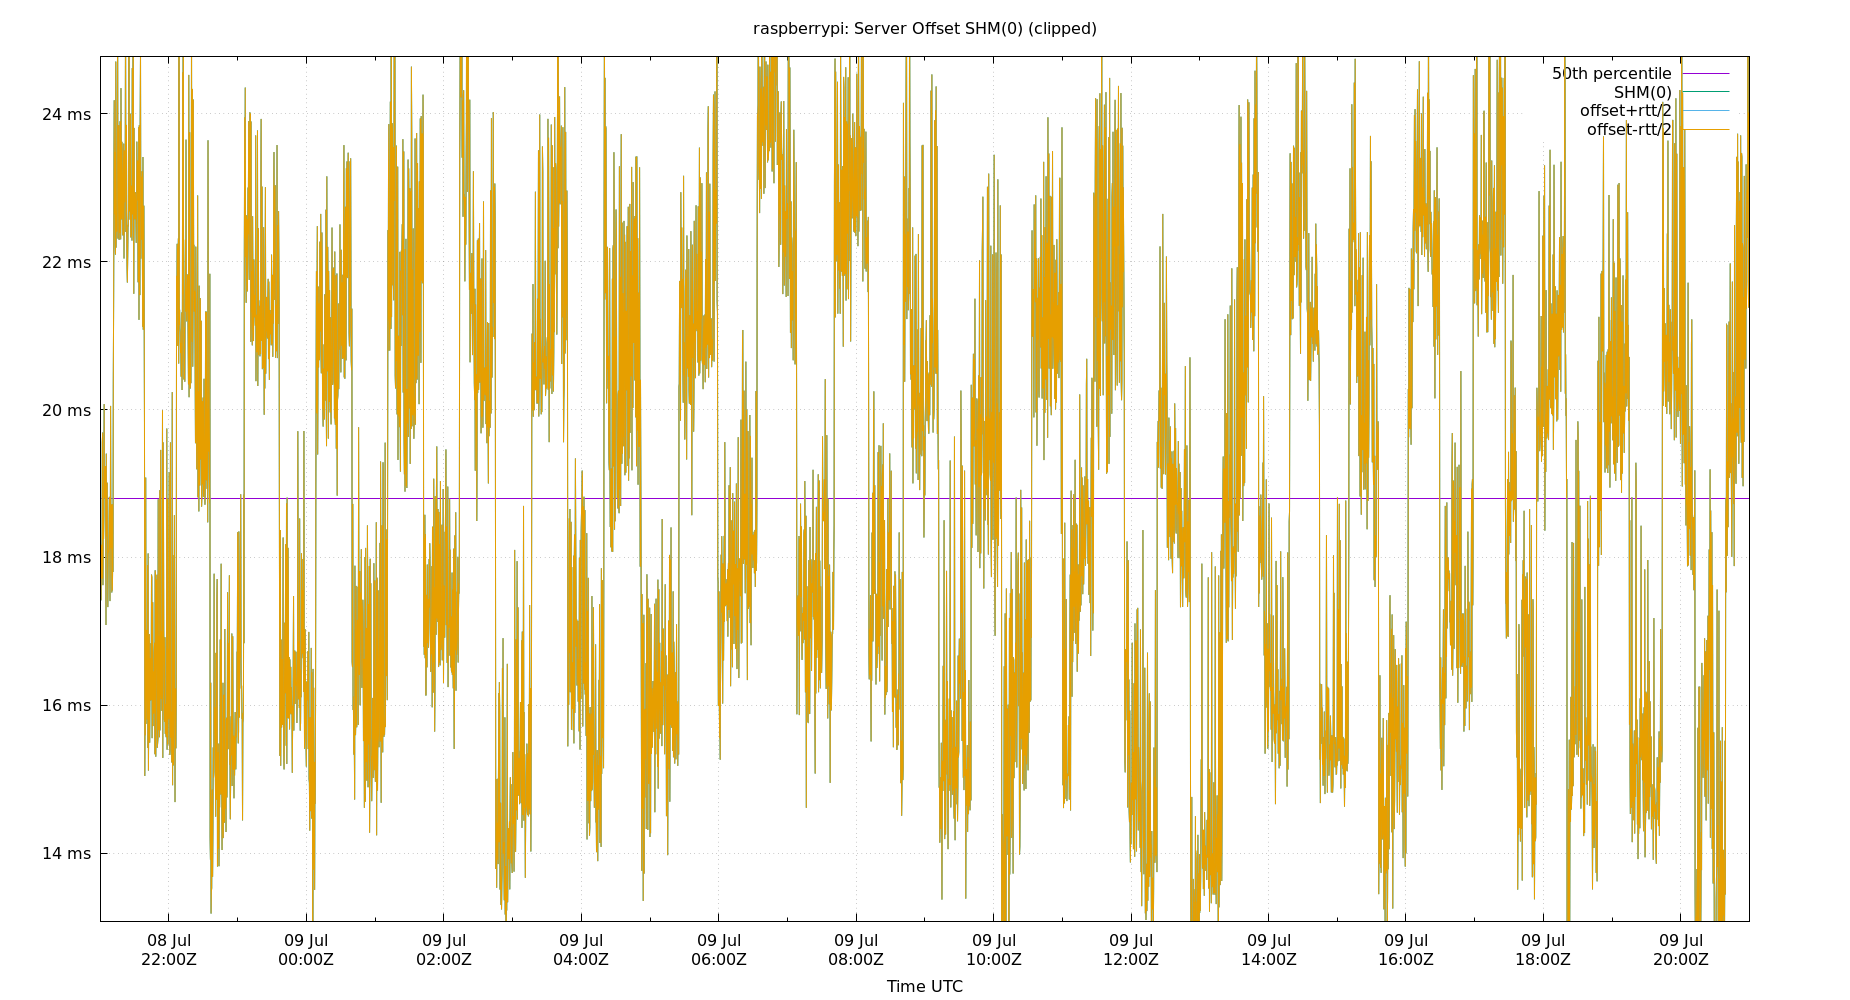 raspberrypi: Server Offset SHM(0) (clipped)
50th percentile
SHM(0)
offset+rtt/2
offset-rtt/2
24 ms
22 ms
20 ms
18 ms
16 ms
14 ms
08 Jul 09 Jul 09 Jul 09 Jul 09 Jul 09 Jul 09 Jul 09 Jul 09 Jul 09 Jul 09 Jul 09 Jul
22:00Z 00:00Z 02:00Z 04:00Z 06:00Z 08:00Z 10:00Z 12:00Z 14:00Z 16:00Z 18:00Z 20:00Z
Time UTC